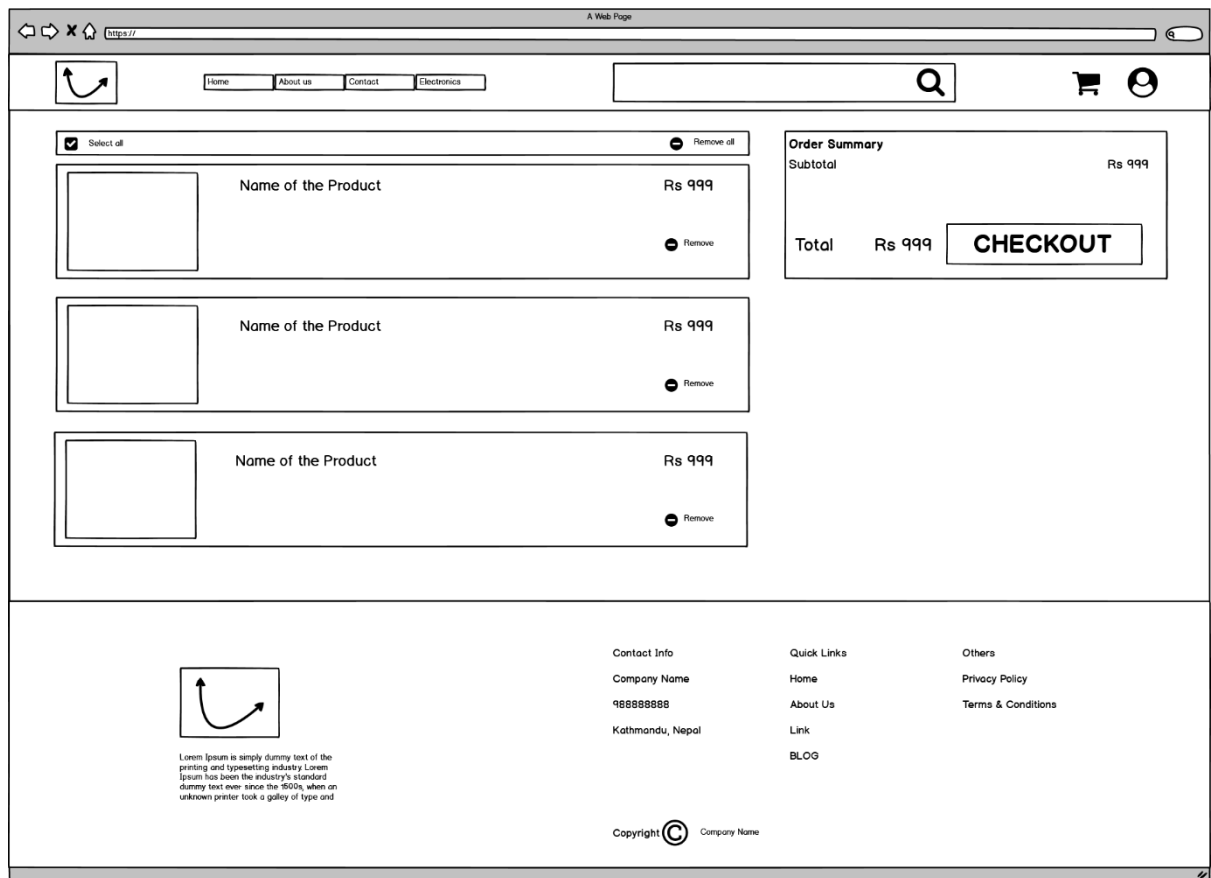 A Web Page
https://
Home About us Contact Electronics
Select all Remove all
Name of the Product Rs 999
Remove
Name of the Product Rs 999
Remove
Name of the Product Rs 999
Remove
Order Summary
Subtotal Rs 999
Total Rs 999 CHECKOUT
Lorem Ipsum is simply dummy text of the
printing and typesetting industry. Lorem
Ipsum has been the industry's standard
dummy text ever since the 1500s, when an
unknown printer took a galley of type and
Contact Info
Company Name
988888888
Kathmandu, Nepal
Quick Links
Home
About Us
Link
BLOG
Others
Privacy Policy
Terms & Conditions
Copyright © Company Name